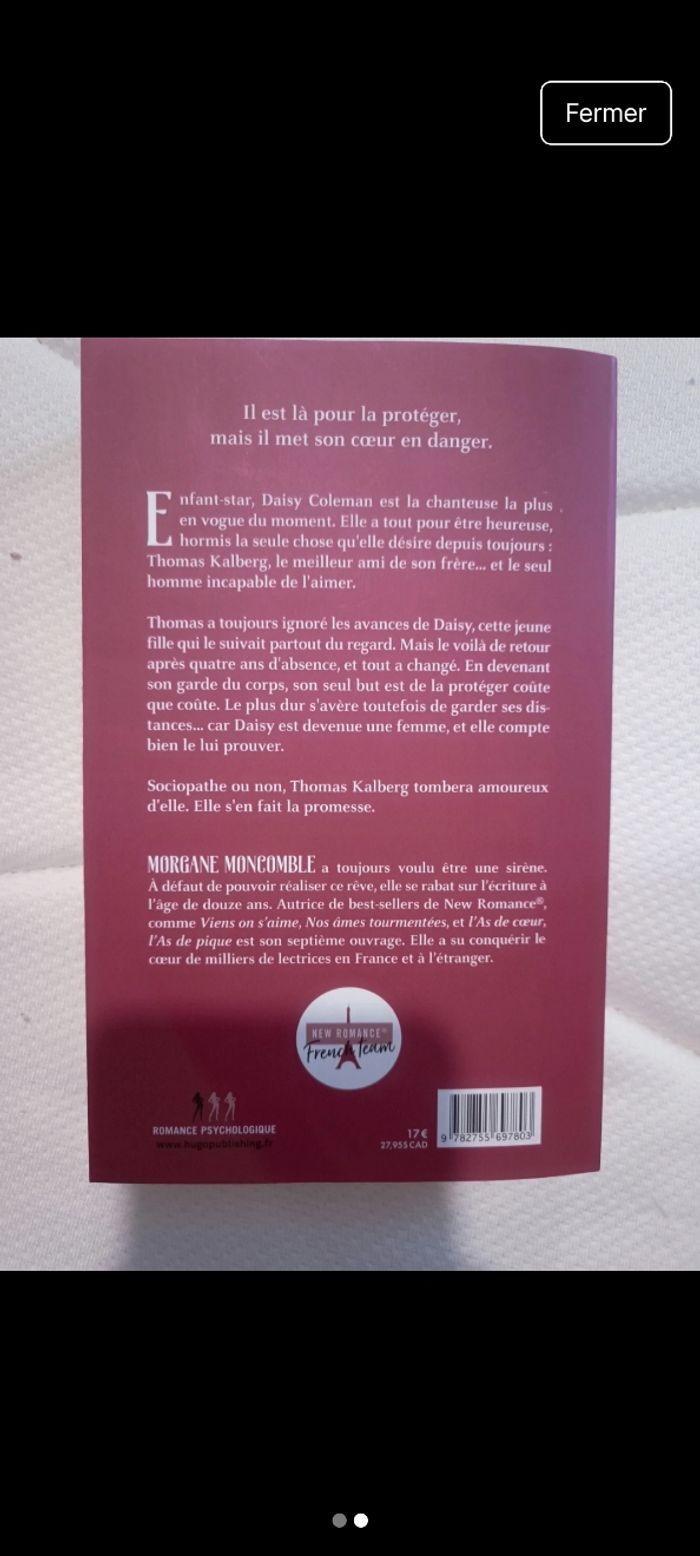 Fermer
Il est là pour la protéger,
mais il met son cœur en danger.
Enfant-star, Daisy Coleman est la chanteuse la plus
en vogue du moment. Elle a tout pour être heureuse,
hormis la seule chose qu'elle désire depuis toujours :
Thomas Kalberg, le meilleur ami de son frère... et le seul
homme incapable de l'aimer.
Thomas a toujours ignoré les avances de Daisy, cette jeune
fille qui le suivait partout du regard. Mais le voilà de retour
après quatre ans d'absence, et tout a changé. En devenant
son garde du corps, son seul but est de la protéger coûte
que coûte. Le plus dur s'avère toutefois de garder ses dis-
tances... car Daisy est devenue une femme, et elle compte
bien le lui prouver.
Sociopathe ou non, Thomas Kalberg tombera amoureux
d'elle. Elle s'en fait la promesse.
MORGANE MONCOMBLE a toujours voulu être une sirène.
À défaut de pouvoir réaliser ce rêve, elle se rabat sur l'écriture à
l'âge de douze ans. Autrice de best-sellers de New Romance®,
comme Viens on s'aime, Nos âmes tourmentées, et l'As de cœur,
l'As de pique est son septième ouvrage. Elle a su conquérir le
cœur de milliers de lectrices en France et à l'étranger.
NEW ROMANCE®
French team
ROMANCE PSYCHOLOGIQUE
www.hugopublishing.fr
17 €
27,95$ CAD
9 782755 697803